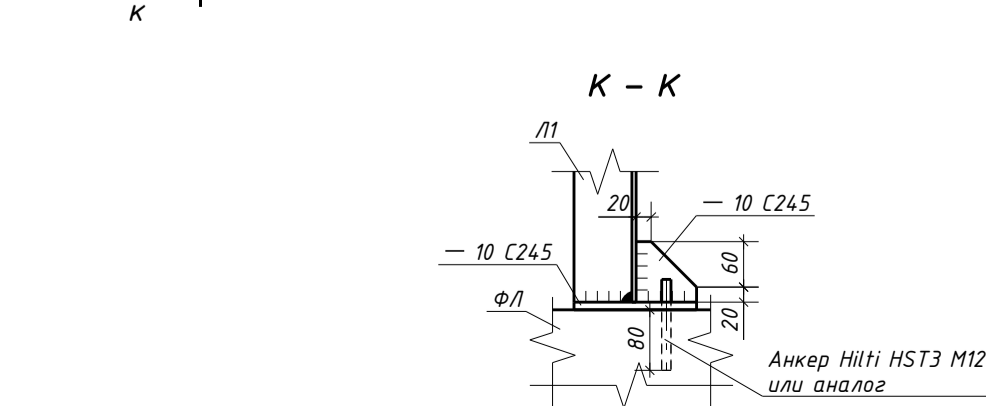 К
К – К
Л1
20
— 10 С245
— 10 С245
60
ФЛ
20
80
Анкер Hilti HST3 M12
или аналог